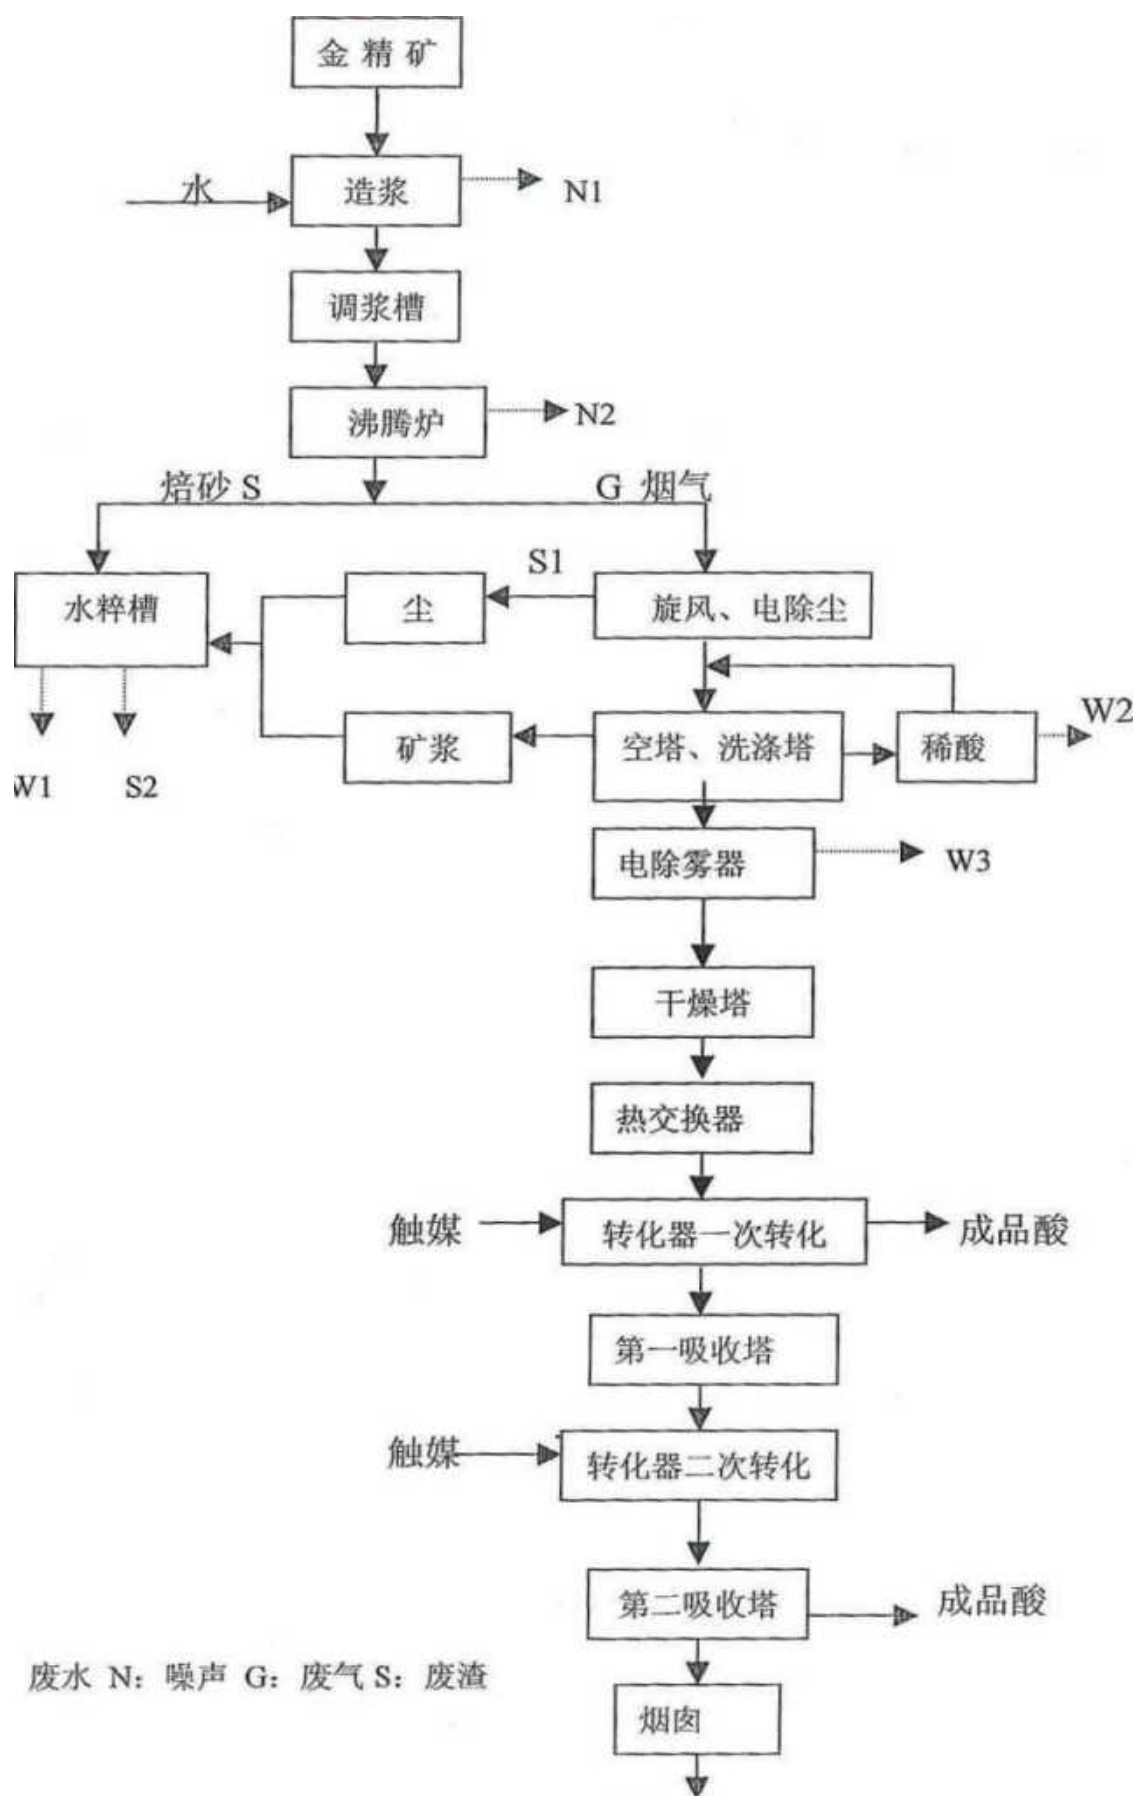 金精矿
水
造浆
N1
调浆槽
沸腾炉
N2
焙砂 S
G 烟气
水粹槽
尘
S1
旋风、电除尘
矿浆
空塔、洗涤塔
稀酸
W2
W1
S2
电除雾器
W3
干燥塔
热交换器
触媒
转化器一次转化
成品酸
第一吸收塔
触媒
转化器二次转化
第二吸收塔
成品酸
废水 N：噪声 G：废气 S：废渣
烟囱